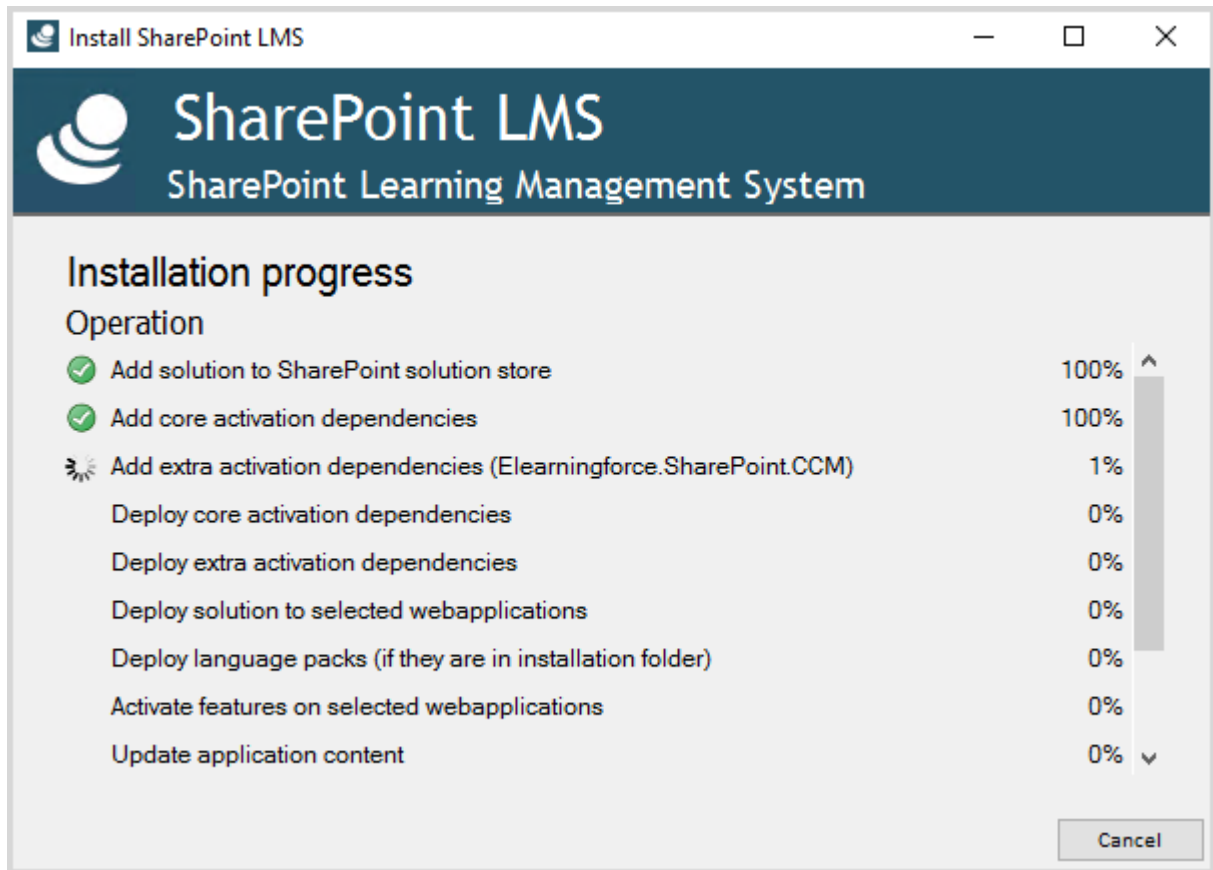 Install SharePoint LMS
SharePoint LMS
SharePoint Learning Management System
Installation progress
Operation
Add solution to SharePoint solution store 100%
Add core activation dependencies 100%
Add extra activation dependencies (Elearningforce.SharePoint.CCM) 1%
Deploy core activation dependencies 0%
Deploy extra activation dependencies 0%
Deploy solution to selected webapplications 0%
Deploy language packs (if they are in installation folder) 0%
Activate features on selected webapplications 0%
Update application content 0%
Cancel